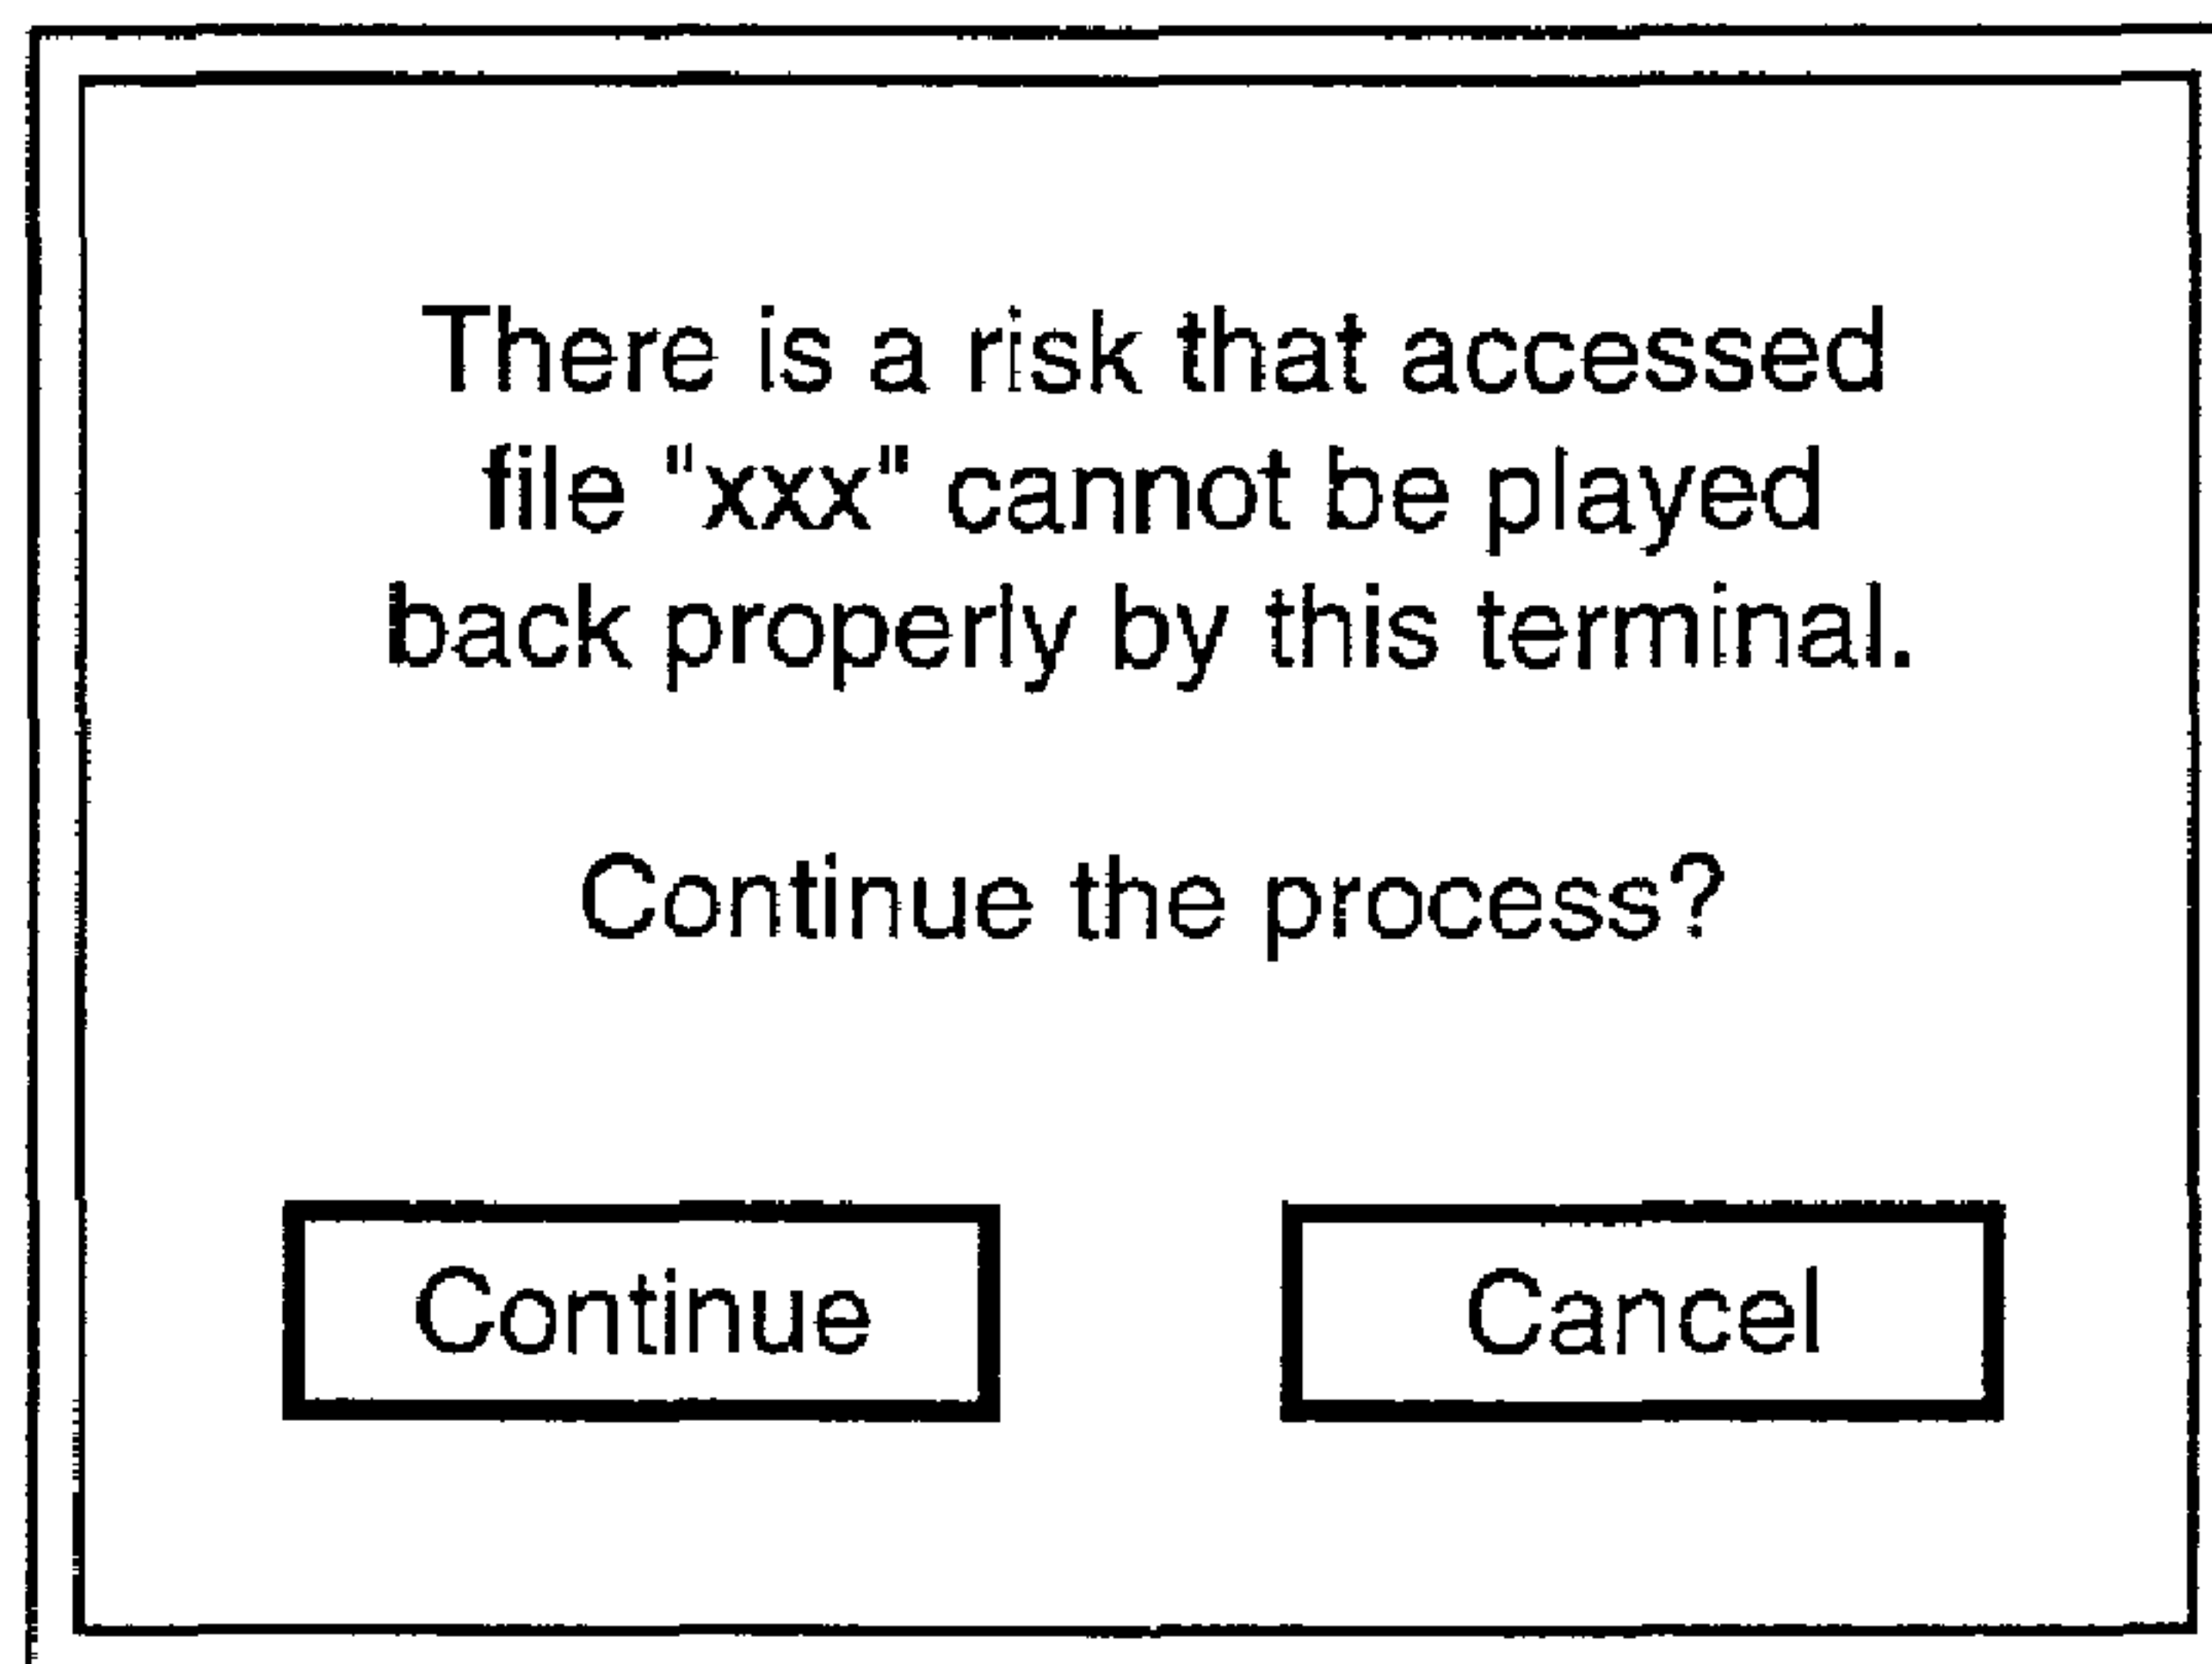 There is a risk that accessed
file "xxx" cannot be played
back properly by this terminal.
Continue the process?
Continue
Cancel